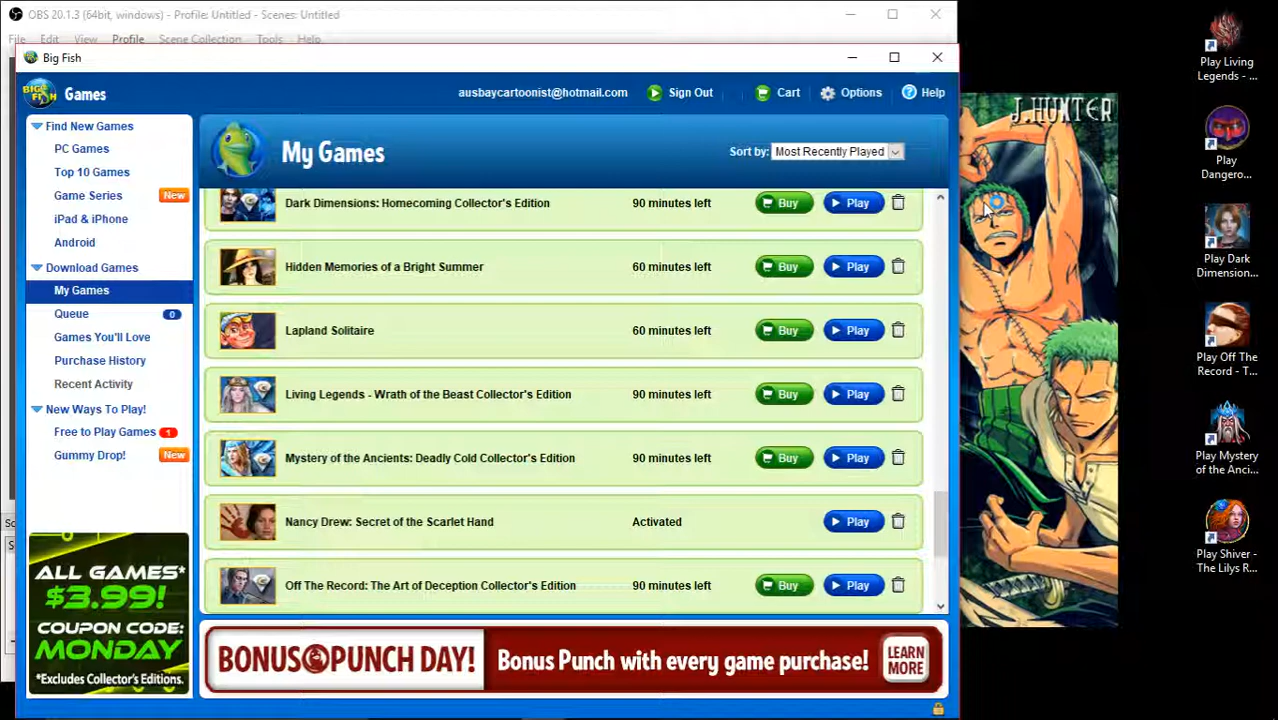 OBS 20.1.3 (64bit, windows) - Profile: Untitled - Scenes: Untitled
File Edit View Profile Scene Collection Tools Help
Big Fish
BIG FISH Games
ausbaycartoonist@hotmail.com Sign Out Cart Options Help
Find New Games
PC Games
Top 10 Games
Game Series New
iPad & iPhone
Android
Download Games
My Games
Queue 0
Games You'll Love
Purchase History
Recent Activity
New Ways To Play!
Free to Play Games 1
Gummy Drop! New
ALL GAMES*
$3.99!
COUPON CODE:
MONDAY
*Excludes Collector's Editions.
My Games
Sort by: Most Recently Played
Dark Dimensions: Homecoming Collector's Edition 90 minutes left Buy Play
Hidden Memories of a Bright Summer 60 minutes left Buy Play
Lapland Solitaire 60 minutes left Buy Play
Living Legends - Wrath of the Beast Collector's Edition 90 minutes left Buy Play
Mystery of the Ancients: Deadly Cold Collector's Edition 90 minutes left Buy Play
Nancy Drew: Secret of the Scarlet Hand Activated Play
Off The Record: The Art of Deception Collector's Edition 90 minutes left Buy Play
BONUS PUNCH DAY! Bonus Punch with every game purchase!
LEARN
MORE
J.HUNTER
Play Living
Legends - ...
Play
Dangero...
Play Dark
Dimension...
Play Off The
Record - T...
Play Mystery
of the Anci...
Play Shiver -
The Lilys R...